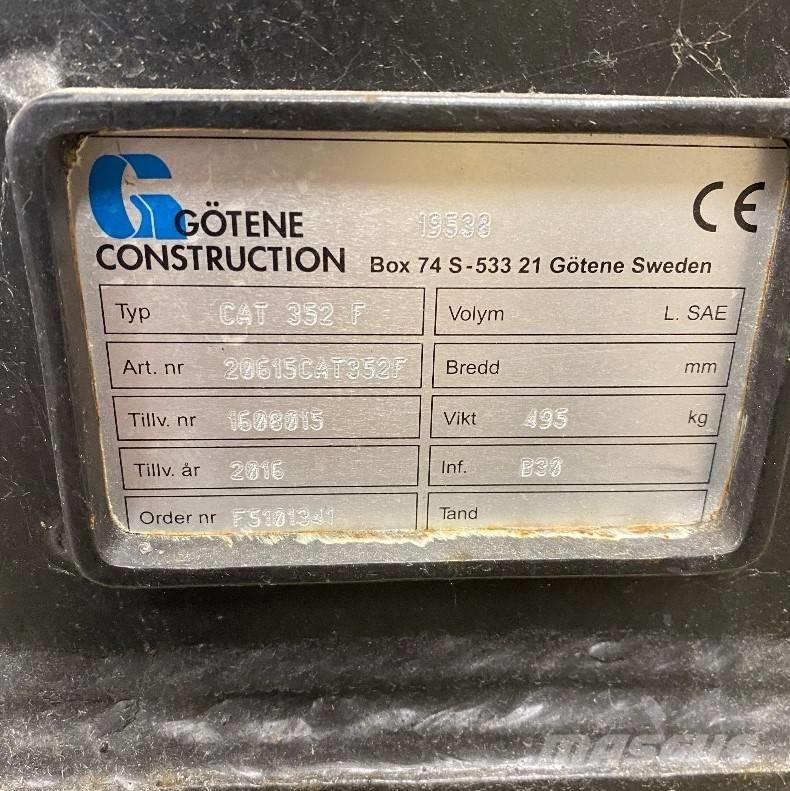 19538
GÖTENE
CONSTRUCTION Box 74 S-533 21 Götene Sweden
CE
Typ CAT 352 F
Volym L. SAE
Art. nr 20615CAT352F
Bredd mm
Tillv. nr 1608015
Vikt 495 kg
Tillv. år 2016
Inf. B30
Order nr F5101341
Tand
MASCUS